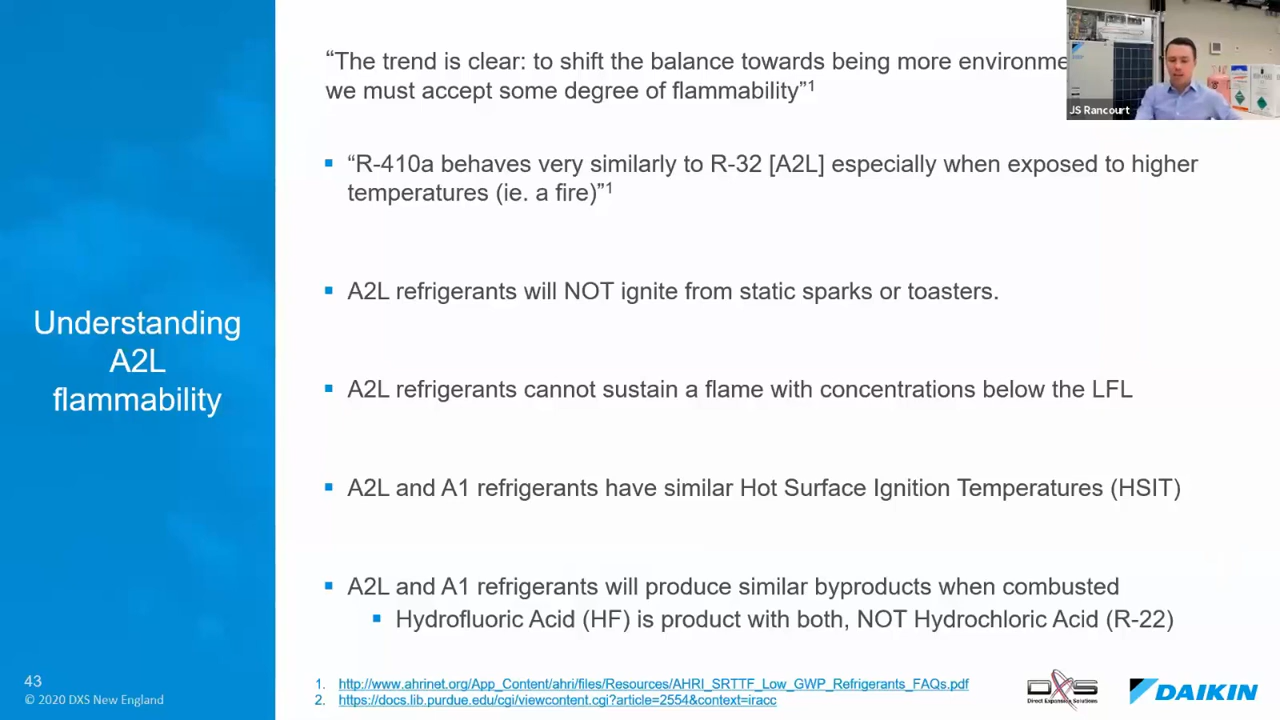 “The trend is clear: to shift the balance towards being more environme
we must accept some degree of flammability”1
JS Rancourt
▪ “R-410a behaves very similarly to R-32 [A2L] especially when exposed to higher
temperatures (ie. a fire)”1
▪ A2L refrigerants will NOT ignite from static sparks or toasters.
Understanding
A2L
flammability
▪ A2L refrigerants cannot sustain a flame with concentrations below the LFL
▪ A2L and A1 refrigerants have similar Hot Surface Ignition Temperatures (HSIT)
▪ A2L and A1 refrigerants will produce similar byproducts when combusted
▪ Hydrofluoric Acid (HF) is product with both, NOT Hydrochloric Acid (R-22)
43
© 2020 DXS New England
1. http://www.ahrinet.org/App_Content/ahri/files/Resources/AHRI_SRTTF_Low_GWP_Refrigerants_FAQs.pdf
2. https://docs.lib.purdue.edu/cgi/viewcontent.cgi?article=2554&context=iracc
DXS
Direct Expansion Solutions
DAIKIN